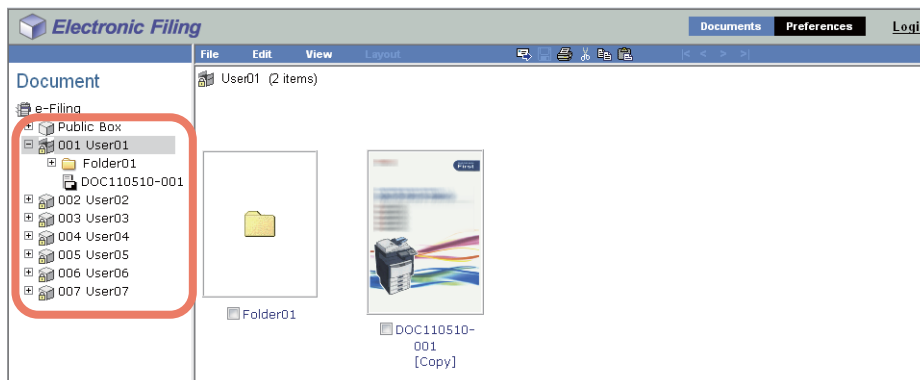 Electronic Filing
Documents Preferences Logi
File Edit View Layout
|< < > >|
Document
e-Filing
Public Box
001 User01
Folder01
DOC110510-001
002 User02
003 User03
004 User04
005 User05
006 User06
007 User07
User01 (2 items)
First
Folder01
DOC110510-
001
[Copy]